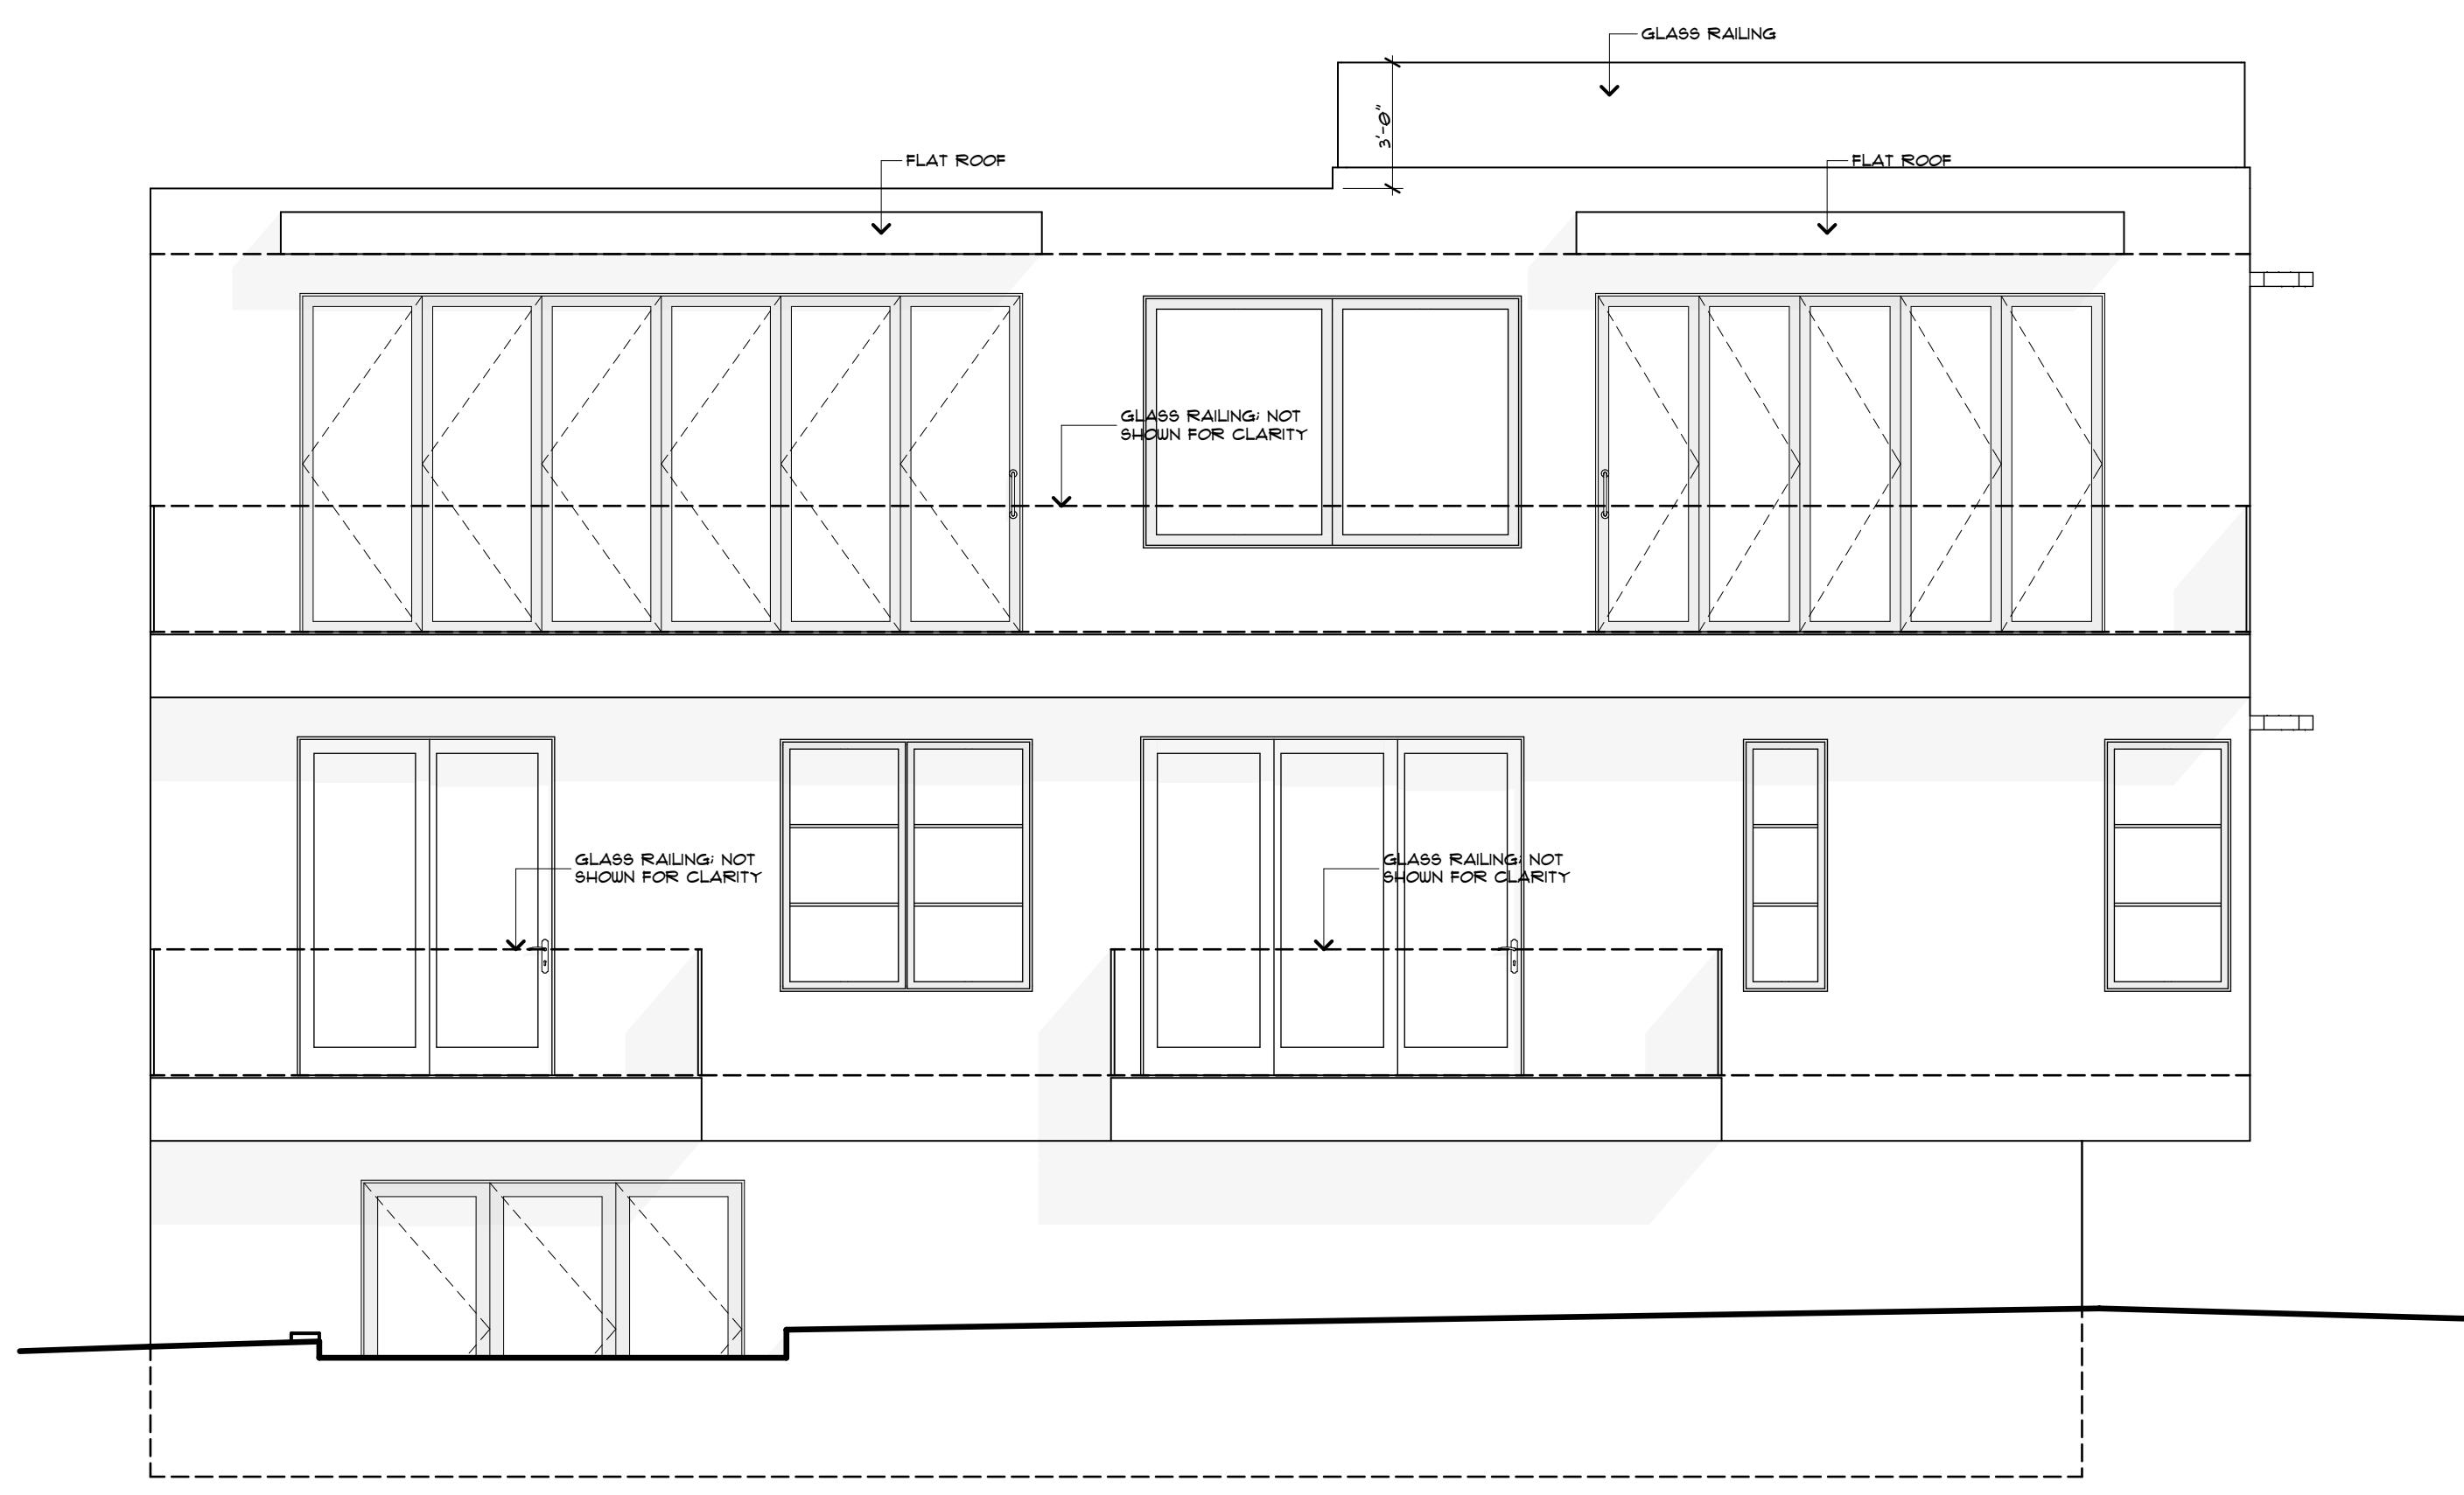 GLASS RAILING
3'-0"
FLAT ROOF
FLAT ROOF
GLASS RAILING; NOT
SHOWN FOR CLARITY
GLASS RAILING; NOT
SHOWN FOR CLARITY
GLASS RAILING; NOT
SHOWN FOR CLARITY